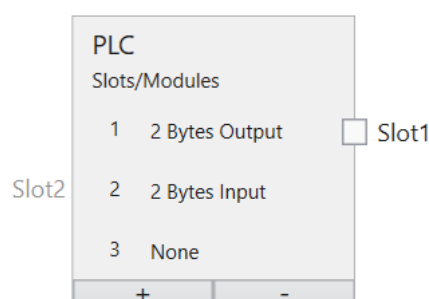 PLC
Slots/Modules
1 2 Bytes Output Slot1
Slot2 2 2 Bytes Input
3 None
+ -